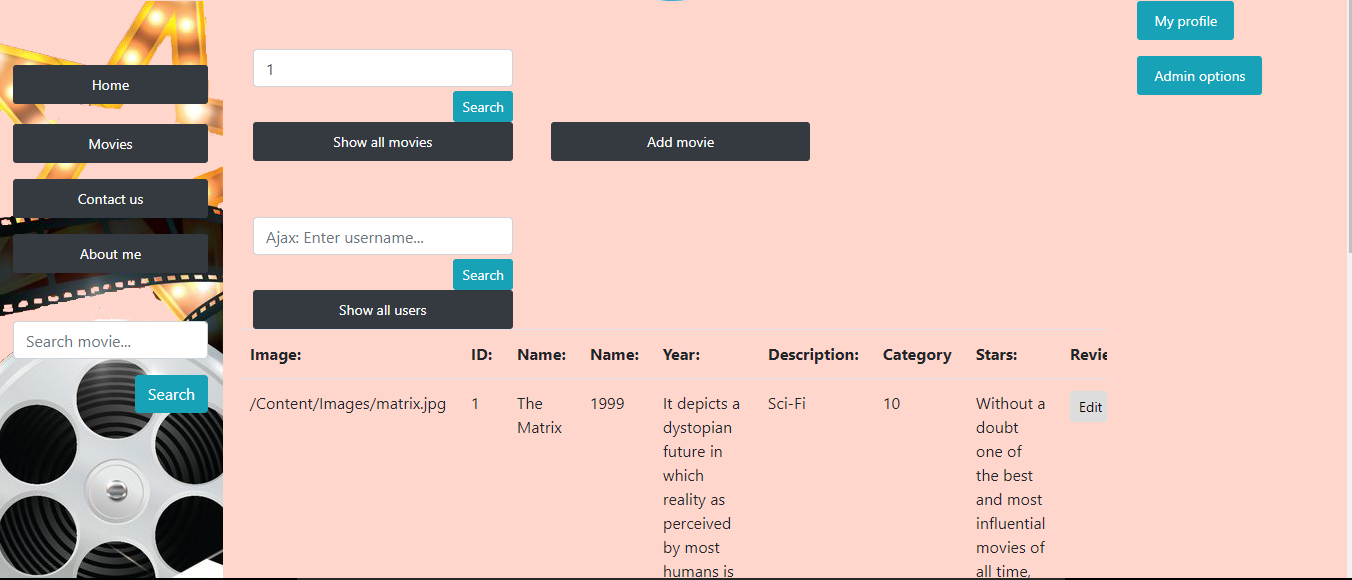 My profile
Admin options
Home
Movies
Contact us
About me
Search movie...
Search
1
Search
Show all movies
Add movie
Ajax: Enter username...
Search
Show all users
Image: ID: Name: Name: Year: Description: Category Stars: Revie
/Content/Images/matrix.jpg 1 The 1999 It depicts a Sci-Fi 10 Without a Edit
Matrix dystopian doubt
future in one of
which the best
reality as and most
perceived influential
by most movies of
humans is all time,